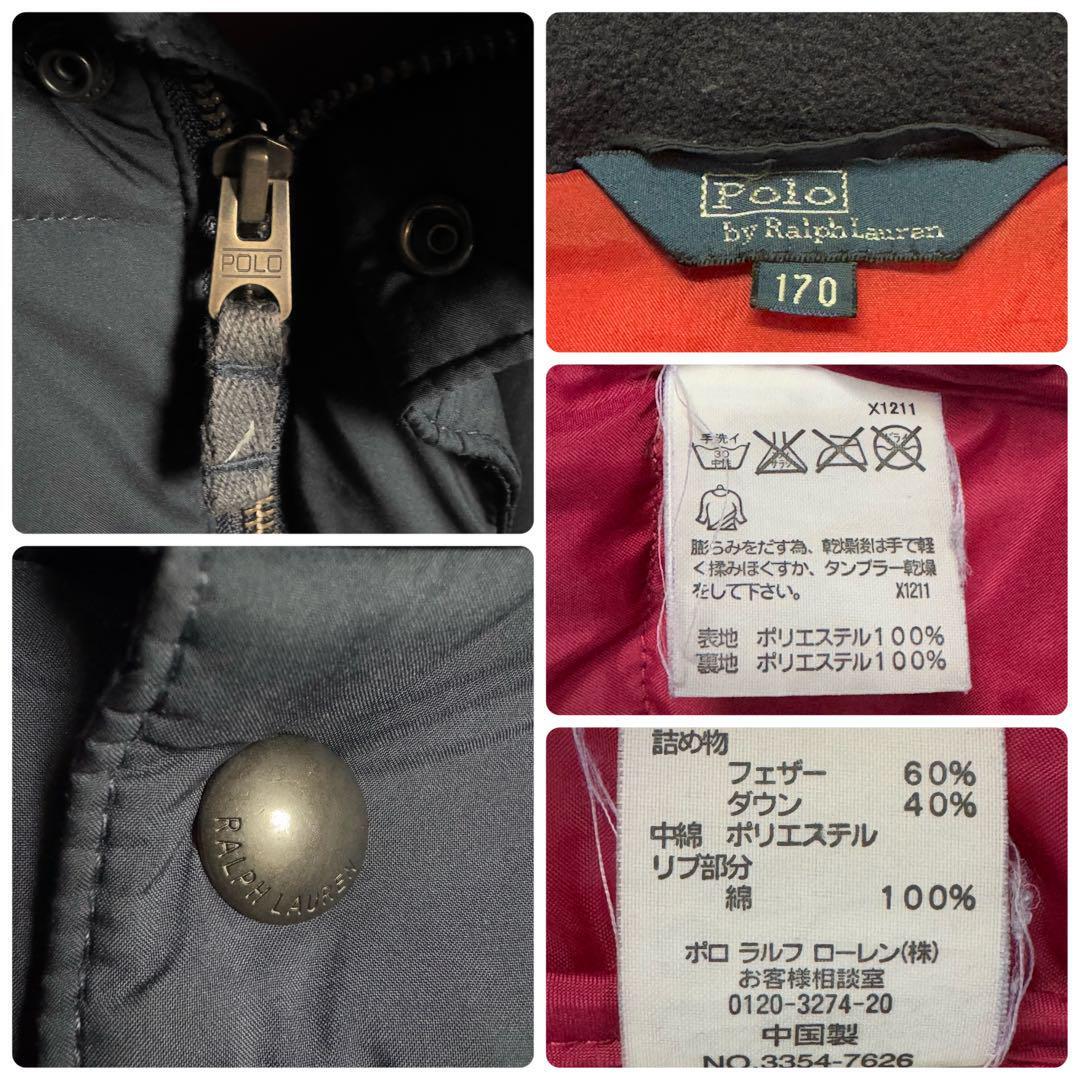 POLO
RALPH LAUREN
Polo
by Ralph Lauren
170
X1211
手洗イ
30
中性
膨らみをだす為、乾燥後は手で軽
く揉みほぐすか、タンブラー乾燥
をして下さい。 X1211
表地 ポリエステル100%
裏地 ポリエステル100%
詰め物
フェザー 60%
ダウン 40%
中綿 ポリエステル
リブ部分
綿 100%
ポロ ラルフ ローレン(株)
お客様相談室
0120-3274-20
中国製
NO.3354-7626